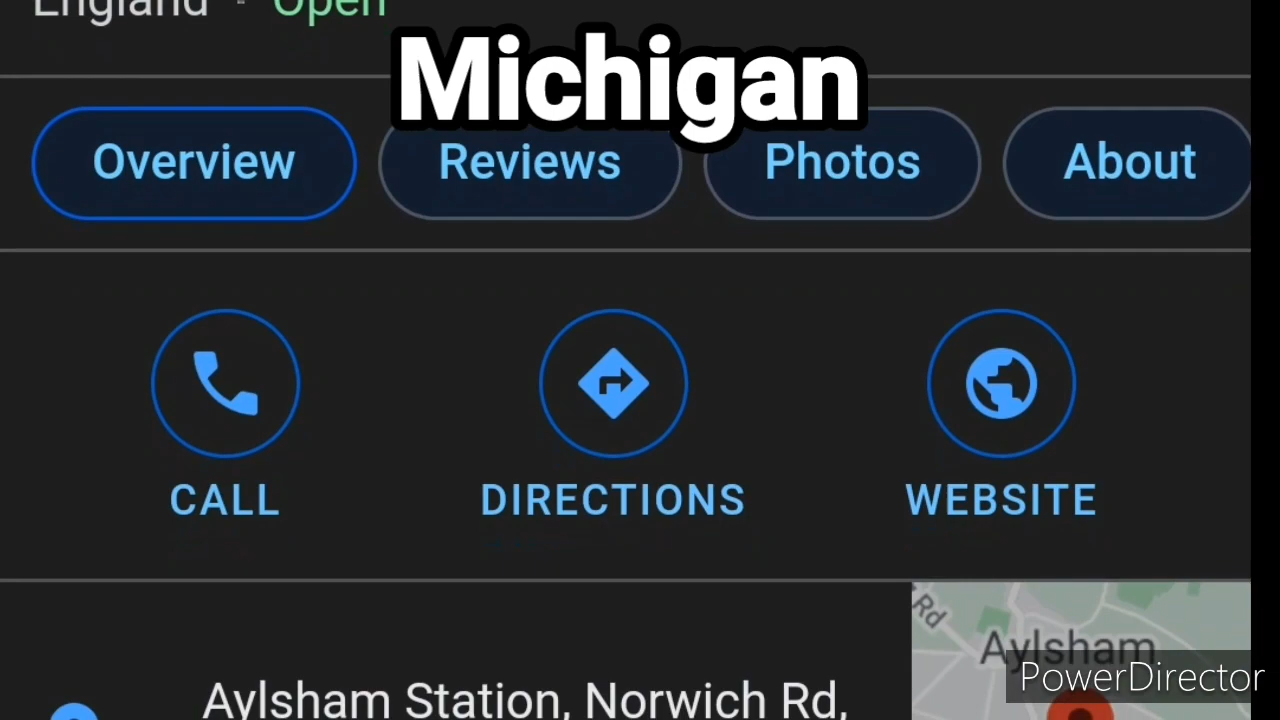 England · Open
Michigan
Overview Reviews Photos About
CALL DIRECTIONS WEBSITE
Rd
Aylsham
PowerDirector
Aylsham Station, Norwich Rd,